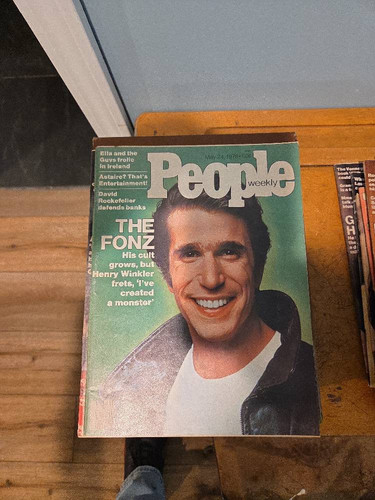 Ella and the
Guvs frolic
in Ireland
Astaire? That's
Entertainment!
David
Rockefeller
defends banks
People
weekly
THE
FONZ
His cult
grows, but
Henry Winkler
frets, 'I've
created
a monster'